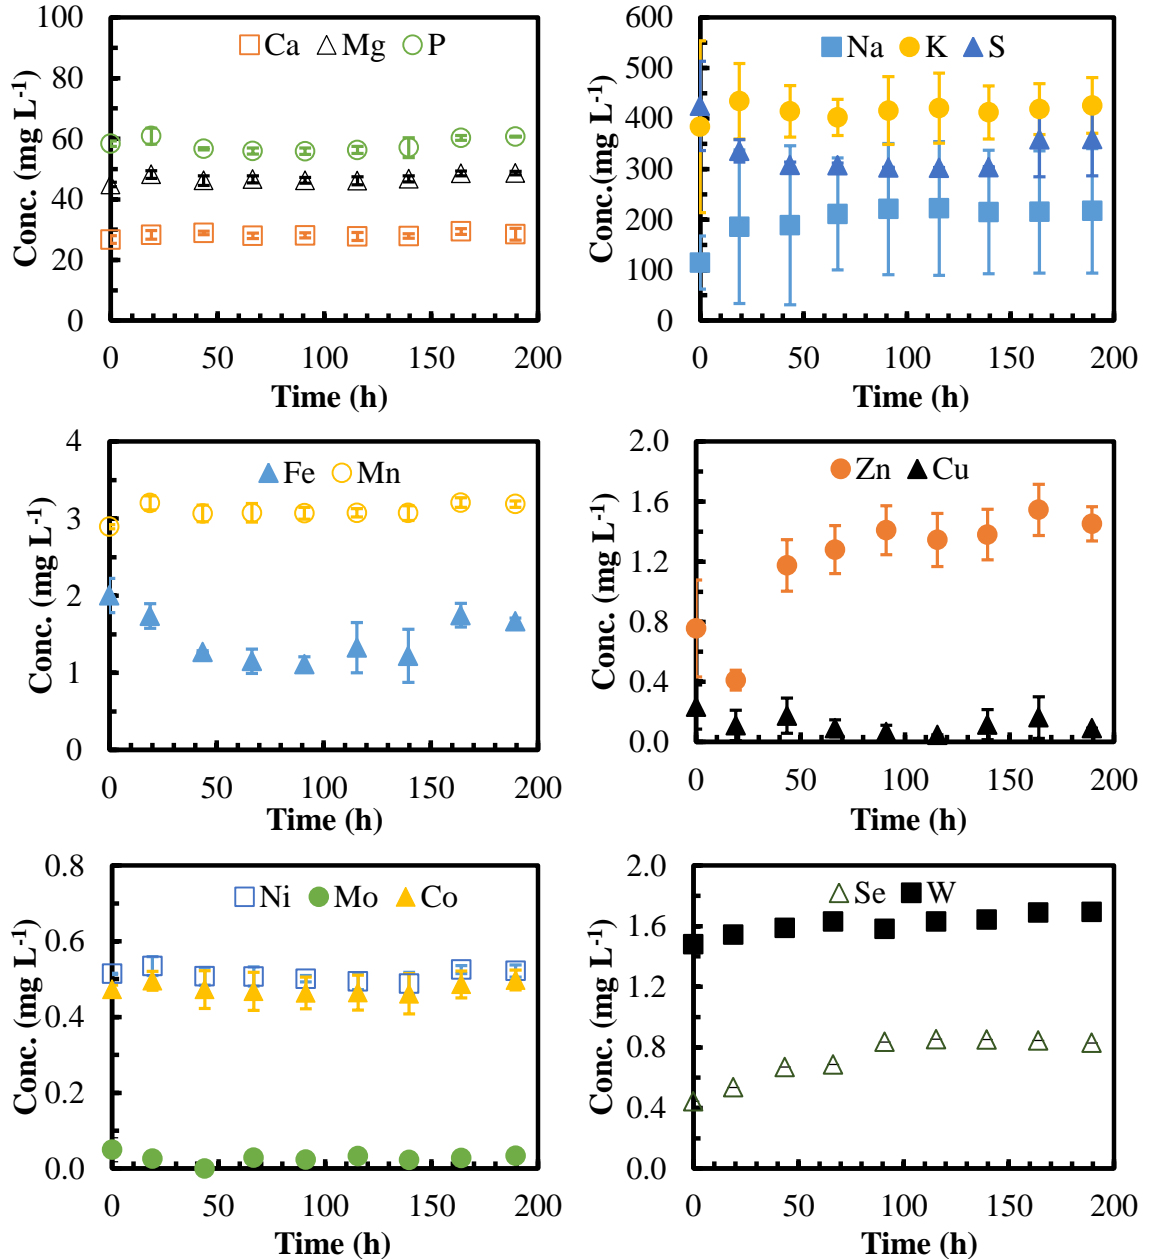 Ca Mg P
Conc. (mg L⁻¹)
100
80
60
40
20
0
0 50 100 150 200
Time (h)
Na K S
Conc.(mg L⁻¹)
600
500
400
300
200
100
0
0 50 100 150 200
Time (h)
Fe Mn
Conc. (mg L⁻¹)
4
3
2
1
0
0 50 100 150 200
Time (h)
Zn Cu
Conc. (mg L⁻¹)
2.0
1.6
1.2
0.8
0.4
0.0
0 50 100 150 200
Time (h)
Ni Mo Co
Conc. (mg L⁻¹)
0.8
0.6
0.4
0.2
0.0
0 50 100 150 200
Time (h)
Se W
Conc. (mg L⁻¹)
2.0
1.6
1.2
0.8
0.4
0.0
0 50 100 150 200
Time (h)